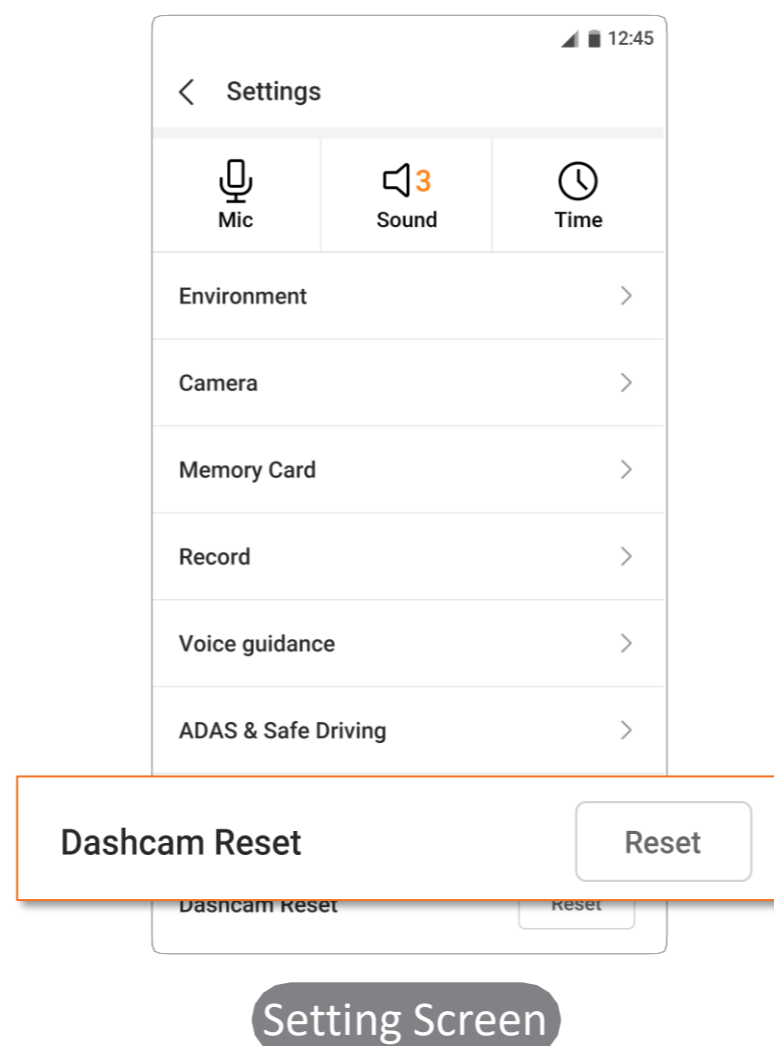 12:45
Settings
3
Mic Sound Time
Environment
Camera
Memory Card
Record
Voice guidance
ADAS & Safe Driving
Dashcam Reset Reset
Dashcam Reset Reset
Setting Screen